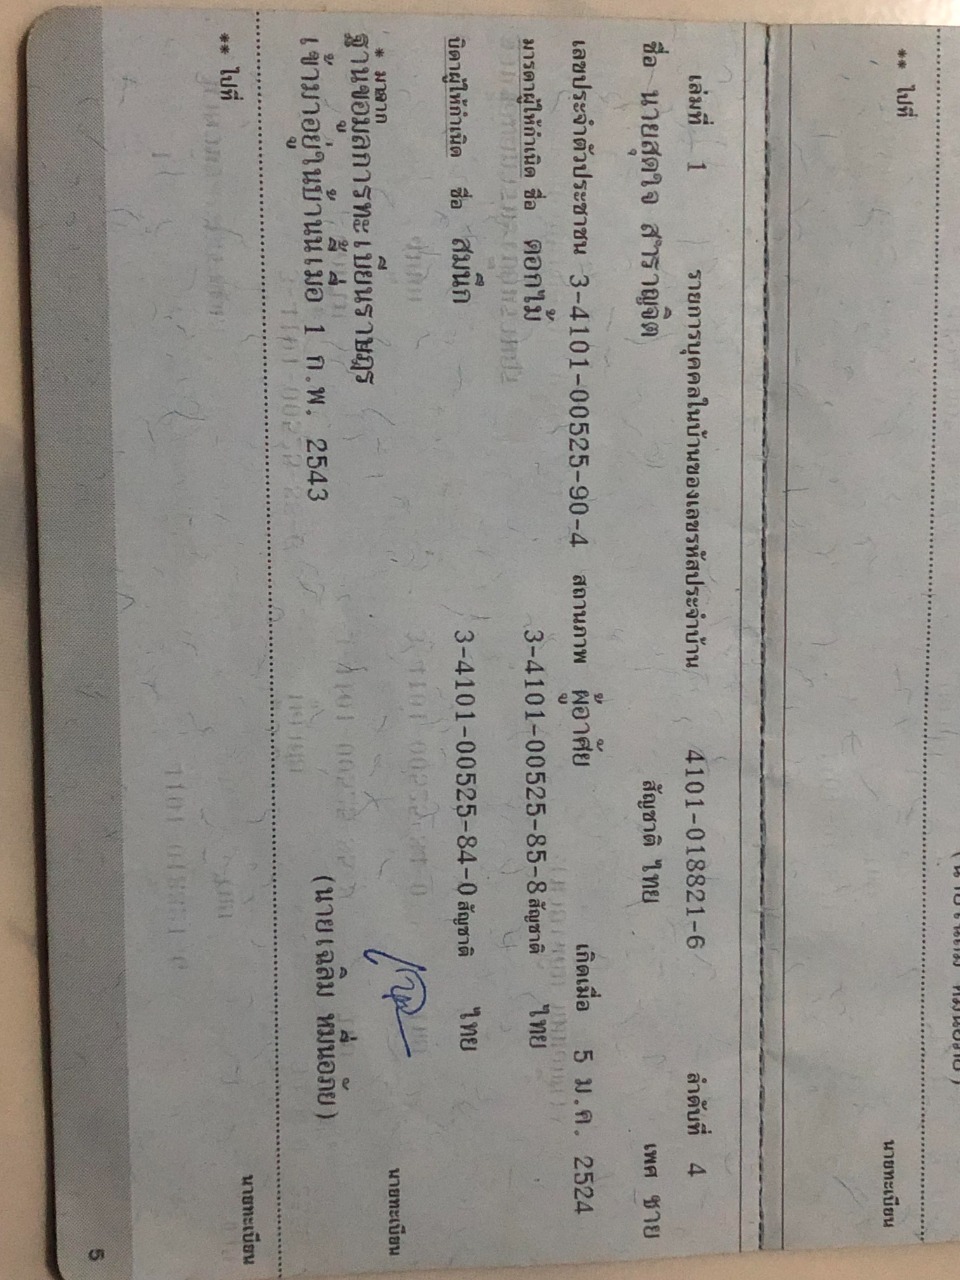 ** ไปที่
นายทะเบียน
เล่มที่ 1 รายการบุคคลในบ้านของเลขรหัสประจำบ้าน 4101-018821-6 ลำดับที่ 4
ชื่อ นายสุดใจ สาราญจิต สัญชาติ ไทย เพศ ชาย
เลขประจำตัวประชาชน 3-4101-00525-90-4 สถานภาพ ผู้อาศัย เกิดเมื่อ 5 ม.ค. 2524
มารดาผู้ให้กำเนิด ชื่อ ดอกไม้ 3-4101-00525-85-8 สัญชาติ ไทย
บิดาผู้ให้กำเนิด ชื่อ สมนึก 3-4101-00525-84-0 สัญชาติ ไทย
* มาจาก
นายทะเบียน
ฐานข้อมูลการทะเบียนราษฎร
เข้ามาอยู่ในบ้านนี้เมื่อ 1 ก.พ. 2543
(นายเฉลิม หมื่นอภัย)
** ไปที่
นายทะเบียน
5